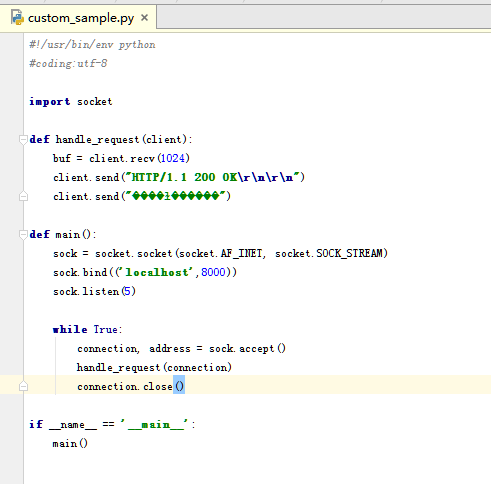 custom_sample.py
#!/usr/bin/env python
#coding:utf-8
import socket
def handle_request(client):
buf = client.recv(1024)
client.send("HTTP/1.1 200 OK\r\n\r\n")
client.send("����ż������")
def main():
sock = socket.socket(socket.AF_INET, socket.SOCK_STREAM)
sock.bind(('localhost',8000))
sock.listen(5)
while True:
connection, address = sock.accept()
handle_request(connection)
connection.close()
if __name__ == '__main__':
main()